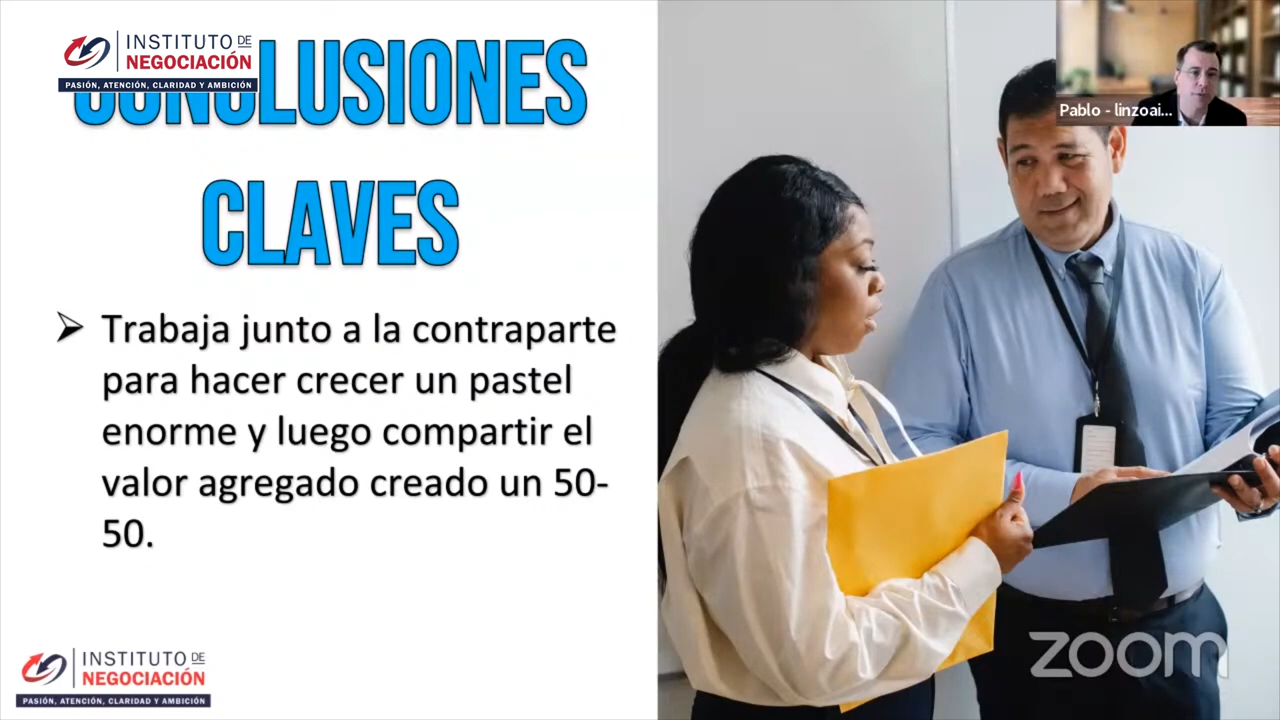 INSTITUTO DE
NEGOCIACIÓN
PASIÓN, ATENCIÓN, CLARIDAD Y AMBICIÓN
CONCLUSIONES
CLAVES
Pablo - linzoai...
➢ Trabaja junto a la contraparte
para hacer crecer un pastel
enorme y luego compartir el
valor agregado creado un 50-
50.
INSTITUTO DE
NEGOCIACIÓN
PASIÓN, ATENCIÓN, CLARIDAD Y AMBICIÓN
zoom